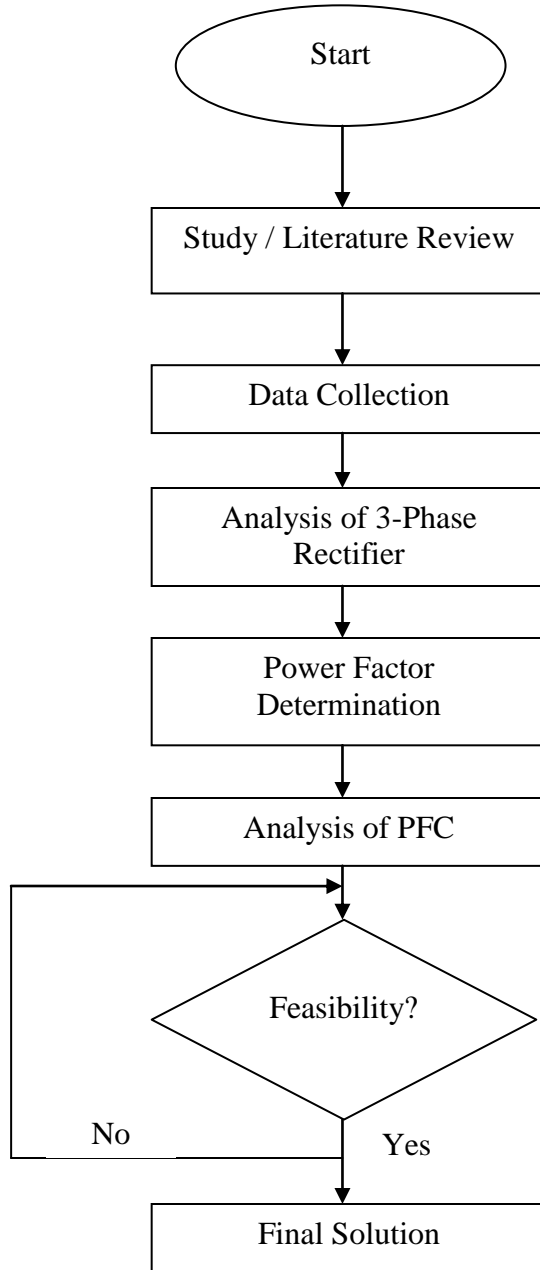 Start
Study / Literature Review
Data Collection
Analysis of 3-Phase
Rectifier
Power Factor
Determination
Analysis of PFC
Feasibility?
No
Yes
Final Solution